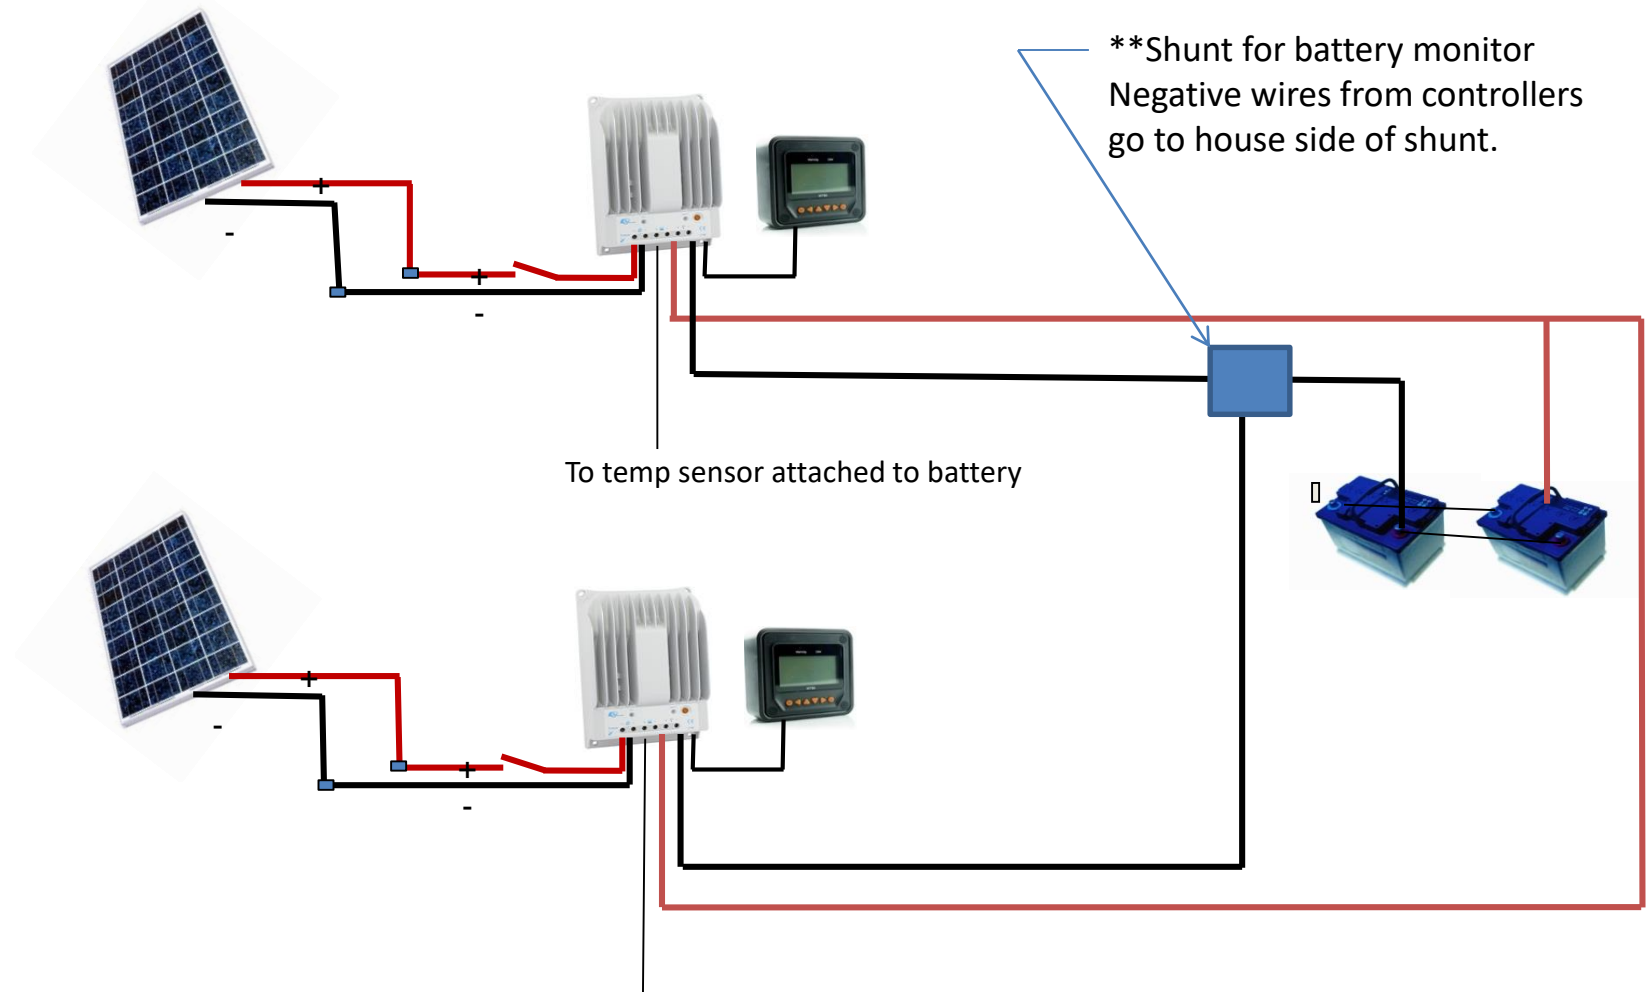 **Shunt for battery monitor
Negative wires from controllers
go to house side of shunt.
+
-
+
-
To temp sensor attached to battery
+
-
+
-